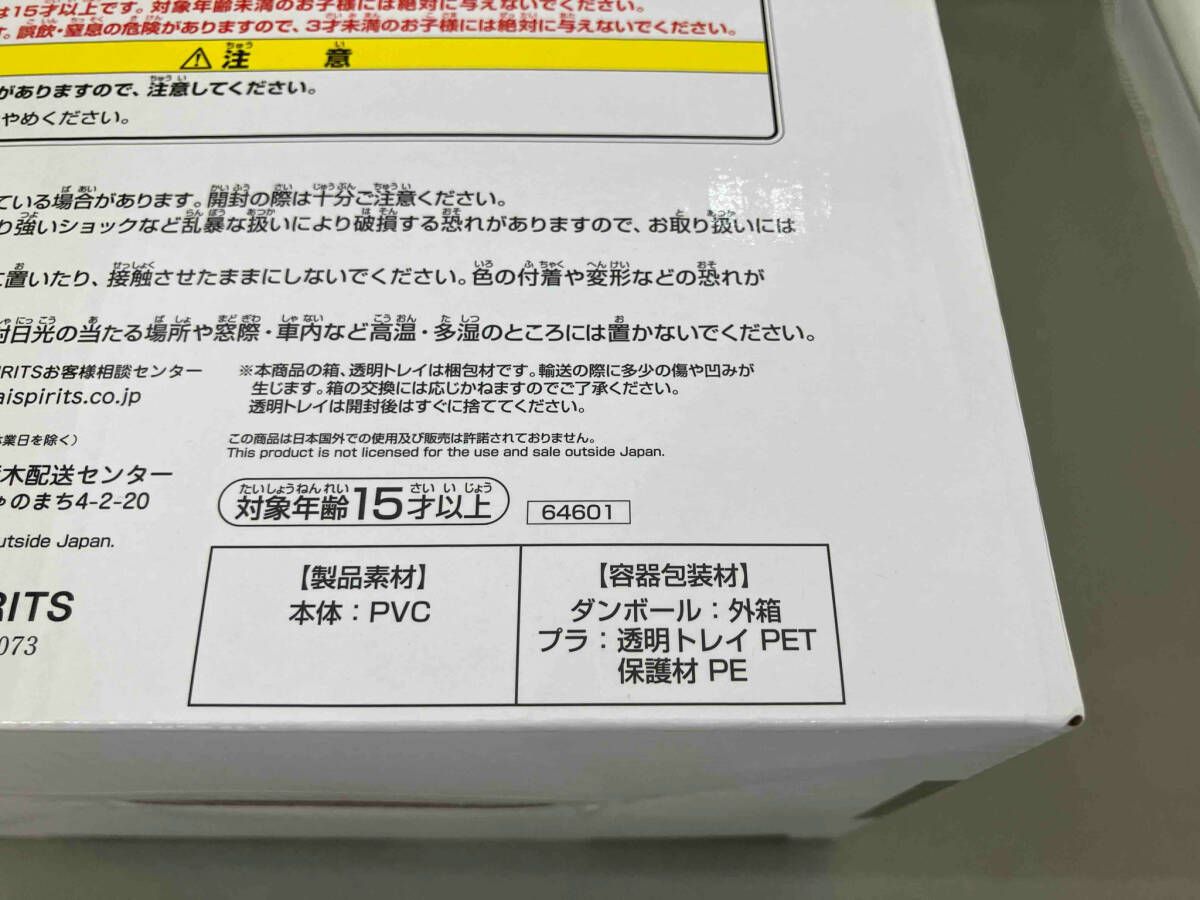 は15才以上です。対象年齢未満のお子様には絶対に与えないでください。
す。誤飲・窒息の危険がありますので、3才未満のお子様には絶対に与えないでください。
⚠注意
がありますので、注意してください。
やめください。
ている場合があります。開封の際は十分ご注意ください。
り強いショックなど乱暴な扱いにより破損する恐れがありますので、お取り扱いには
に置いたり、接触させたままにしないでください。色の付着や変形などの恐れが
射日光の当たる場所や窓際・車内など高温・多湿のところには置かないでください。
IRITSお客様相談センター
aispirits.co.jp
※本商品の箱、透明トレイは梱包材です。輸送の際に多少の傷や凹みが
生じます。箱の交換には応じかねますのでご了承ください。
透明トレイは開封後はすぐに捨ててください。
業日を除く）
この商品は日本国外での使用及び販売は許諾されておりません。
This product is not licensed for the use and sale outside Japan.
木配送センター
のまち4-2-20
対象年齢15才以上
64601
utside Japan.
RITS
073
【製品素材】
本体：PVC
【容器包装材】
ダンボール：外箱
プラ：透明トレイ PET
保護材 PE